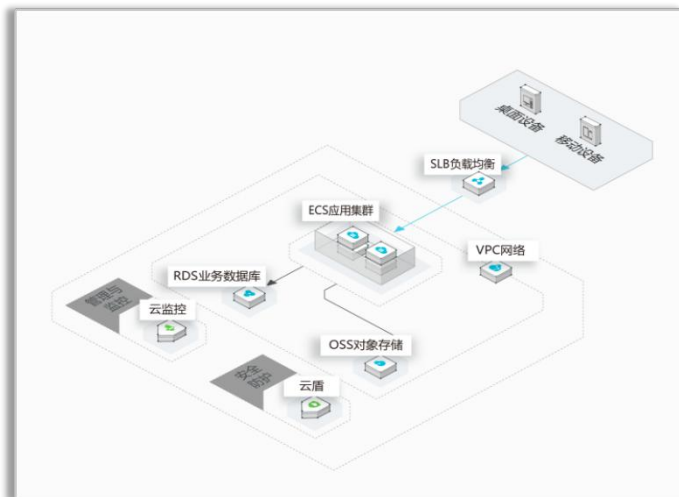 桌面设备
移动设备
SLB负载均衡
ECS应用集群
VPC网络
RDS业务数据库
管理与
监控
云监控
OSS对象存储
安全
防护
云盾